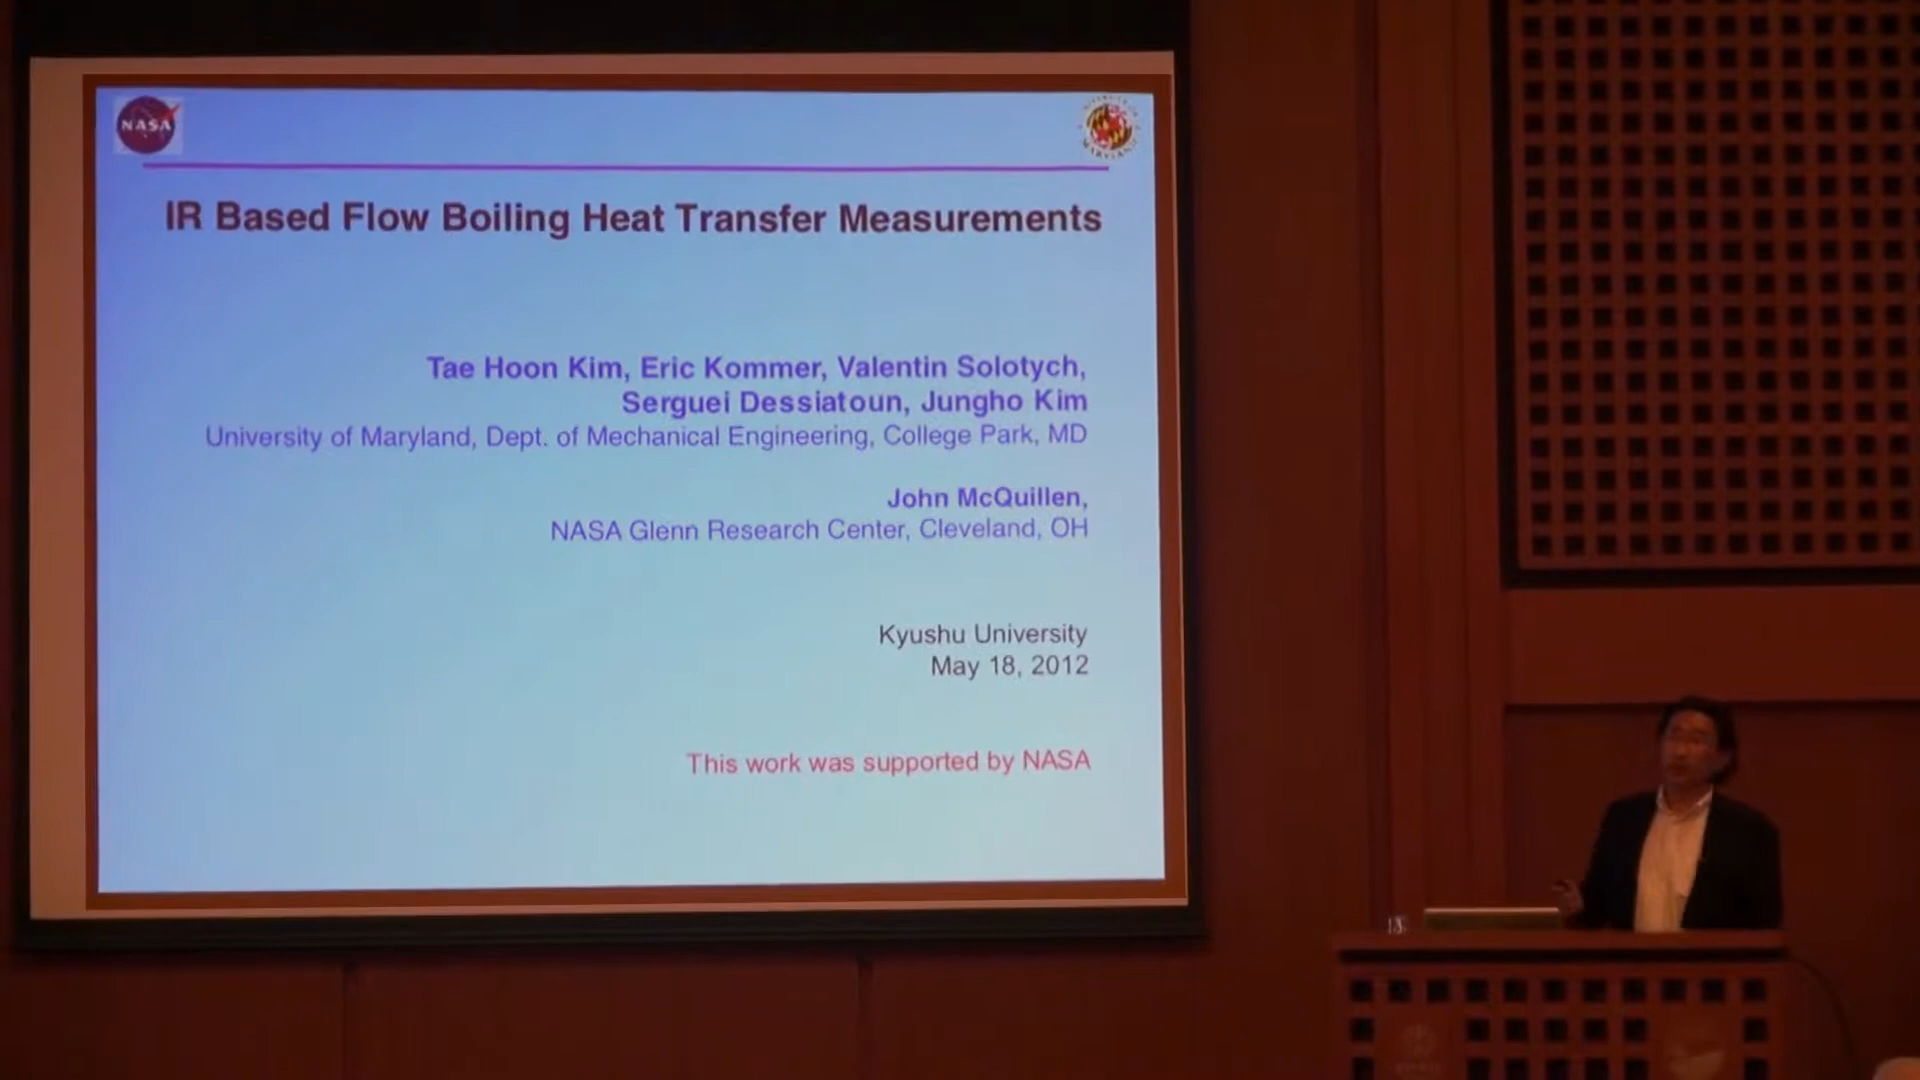 NASA
IR Based Flow Boiling Heat Transfer Measurements
Tae Hoon Kim, Eric Kommer, Valentin Solotych,
Serguei Dessiatoun, Jungho Kim
University of Maryland, Dept. of Mechanical Engineering, College Park, MD
John McQuillen,
NASA Glenn Research Center, Cleveland, OH
Kyushu University
May 18, 2012
This work was supported by NASA